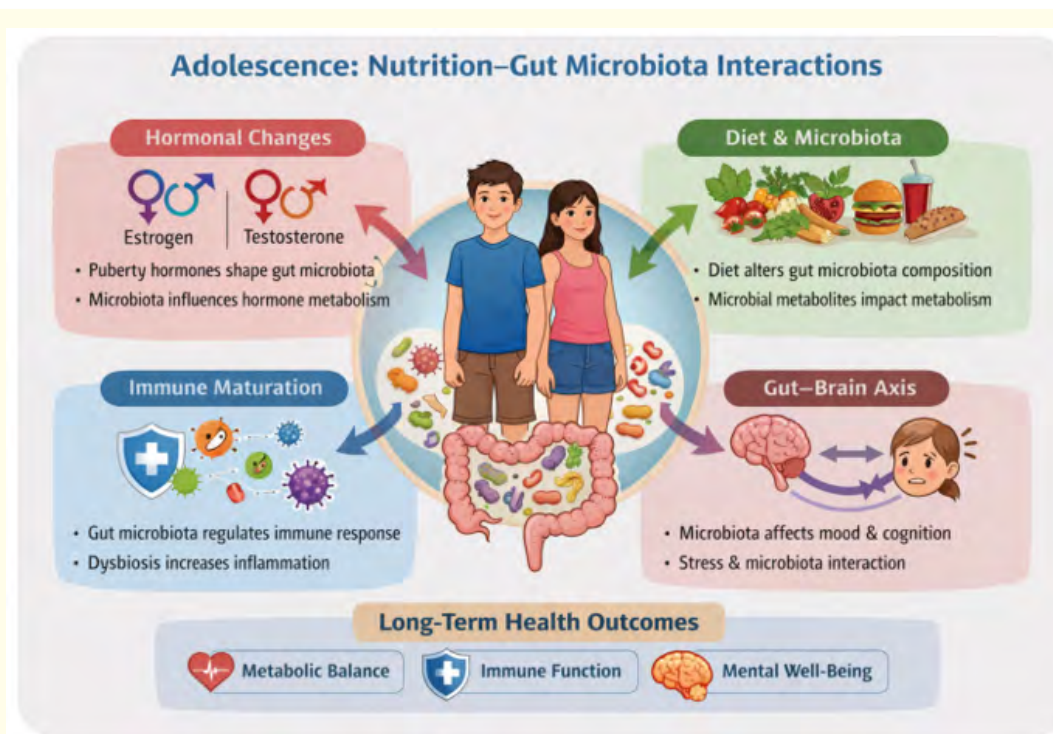 Adolescence: Nutrition–Gut Microbiota Interactions
Hormonal Changes
Estrogen
Testosterone
• Puberty hormones shape gut microbiota
• Microbiota influences hormone metabolism
Diet & Microbiota
• Diet alters gut microbiota composition
• Microbial metabolites impact metabolism
Immune Maturation
• Gut microbiota regulates immune response
• Dysbiosis increases inflammation
Gut–Brain Axis
• Microbiota affects mood & cognition
• Stress & microbiota interaction
Long-Term Health Outcomes
Metabolic Balance
Immune Function
Mental Well-Being